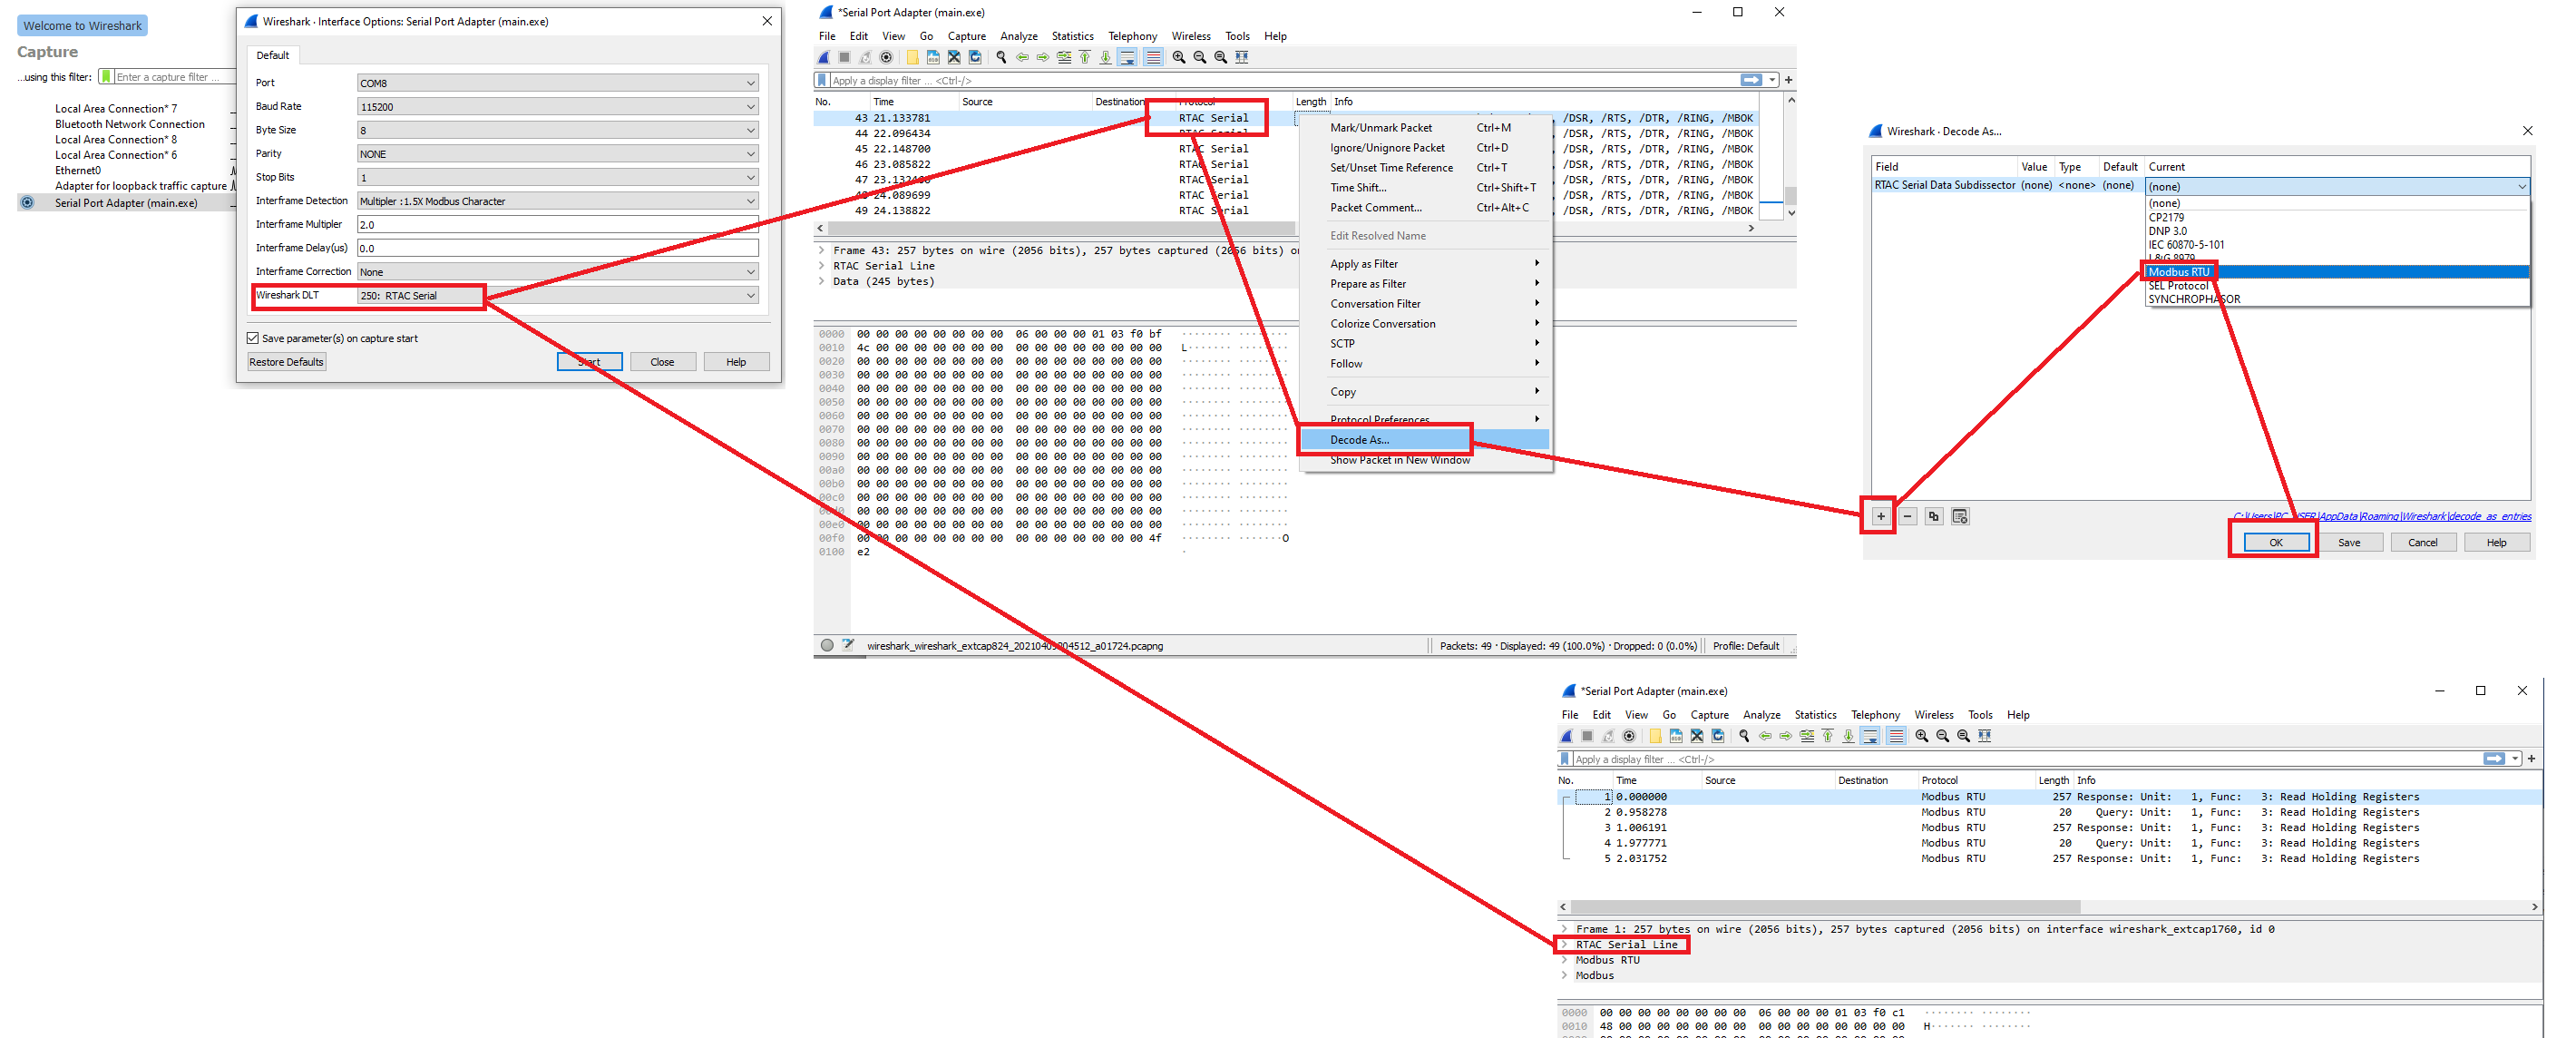 Welcome to Wireshark
Capture
...using this filter: Enter a capture filter ...
Local Area Connection* 7
Bluetooth Network Connection
Local Area Connection* 8
Local Area Connection* 6
Ethernet0
Adapter for loopback traffic capture
Serial Port Adapter (main.exe)
Wireshark · Interface Options: Serial Port Adapter (main.exe)
Default
Port COM8
Baud Rate 115200
Byte Size 8
Parity NONE
Stop Bits 1
Interframe Detection Multipler :1.5X Modbus Character
Interframe Multipler 2.0
Interframe Delay(us) 0.0
Interframe Correction None
Wireshark DLT 250: RTAC Serial
Save parameter(s) on capture start
Restore Defaults Start Close Help
*Serial Port Adapter (main.exe)
File Edit View Go Capture Analyze Statistics Telephony Wireless Tools Help
Apply a display filter ... <Ctrl-/>
No. Time Source Destination Protocol Length Info
43 21.133781 RTAC Serial /DSR, /RTS, /DTR, /RING, /MBOK
44 22.096434 RTAC Serial /DSR, /RTS, /DTR, /RING, /MBOK
45 22.148700 RTAC Serial /DSR, /RTS, /DTR, /RING, /MBOK
46 23.085822 RTAC Serial /DSR, /RTS, /DTR, /RING, /MBOK
47 RTAC Serial /DSR, /RTS, /DTR, /RING, /MBOK
24.089699 RTAC Serial /DSR, /RTS, /DTR, /RING, /MBOK
49 24.138822 RTAC Serial /DSR, /RTS, /DTR, /RING, /MBOK
Frame 43: 257 bytes on wire (2056 bits), 257 bytes captured (2056 bits) on
RTAC Serial Line
Data (245 bytes)
0000 00 00 00 00 00 00 00 00 06 00 00 00 01 03 f0 bf ········ ········
0010 4c 00 00 00 00 00 00 00 00 00 00 00 00 00 00 00 L······· ········
0020 00 00 00 00 00 00 00 00 00 00 00 00 00 00 00 00 ········ ········
0030 00 00 00 00 00 00 00 00 00 00 00 00 00 00 00 00 ········ ········
0040 00 00 00 00 00 00 00 00 00 00 00 00 00 00 00 00 ········ ········
0050 00 00 00 00 00 00 00 00 00 00 00 00 00 00 00 00 ········ ········
0060 00 00 00 00 00 00 00 00 00 00 00 00 00 00 00 00 ········ ········
0070 00 00 00 00 00 00 00 00 00 00 00 00 00 00 00 00 ········ ········
0080 00 00 00 00 00 00 00 00 00 00 00 00 00 00 00 00 ········ ········
0090 00 00 00 00 00 00 00 00 00 00 00 00 00 00 00 00 ········ ········
00a0 00 00 00 00 00 00 00 00 00 00 00 00 00 00 00 00 ········ ········
00b0 00 00 00 00 00 00 00 00 00 00 00 00 00 00 00 00 ········ ········
00c0 00 00 00 00 00 00 00 00 00 00 00 00 00 00 00 00 ········ ········
00d0 00 00 00 00 00 00 00 00 00 00 00 00 00 00 00 00 ········ ········
00e0 00 00 00 00 00 00 00 00 00 00 00 00 00 00 00 00 ········ ········
00f0 00 00 00 00 00 00 00 00 00 00 00 00 00 00 00 4f ········ ·······O
0100 e2 ·
wireshark_wireshark_extcap824_ Packets: 49 · Displayed: 49 (100.0%) · Dropped: 0 (0.0%) Profile: Default
Mark/Unmark Packet Ctrl+M
Ignore/Unignore Packet Ctrl+D
Set/Unset Time Reference Ctrl+T
Time Shift... Ctrl+Shift+T
Packet Comment... Ctrl+Alt+C
Edit Resolved Name
Apply as Filter
Prepare as Filter
Conversation Filter
Colorize Conversation
SCTP
Follow
Copy
Protocol Preferences
Decode As...
Show Packet in New Window
Wireshark · Decode As...
Field Value Type Default Current
RTAC Serial Data Subdissector (none) <none> (none) (none)
(none)
CP2179
DNP 3.0
IEC 60870-5-101
L&G 8979
Modbus RTU
SEL Protocol
SYNCHROPHASOR
C:\Users\PC_USER\AppData\Roaming\Wireshark\decode_as_entries
OK Save Cancel Help
*Serial Port Adapter (main.exe)
File Edit View Go Capture Analyze Statistics Telephony Wireless Tools Help
Apply a display filter ... <Ctrl-/>
No. Time Source Destination Protocol Length Info
1 0.000000 Modbus RTU 257 Response: Unit: 1, Func: 3: Read Holding Registers
2 0.958278 Modbus RTU 20 Query: Unit: 1, Func: 3: Read Holding Registers
3 1.006191 Modbus RTU 257 Response: Unit: 1, Func: 3: Read Holding Registers
4 1.977771 Modbus RTU 20 Query: Unit: 1, Func: 3: Read Holding Registers
5 2.031752 Modbus RTU 257 Response: Unit: 1, Func: 3: Read Holding Registers
Frame 1: 257 bytes on wire (2056 bits), 257 bytes captured (2056 bits) on interface wireshark_extcap1760, id 0
RTAC Serial Line
Modbus RTU
Modbus
0000 00 00 00 00 00 00 00 00 06 00 00 00 01 03 f0 c1 ········ ········
0010 48 00 00 00 00 00 00 00 00 00 00 00 00 00 00 00 H······· ········